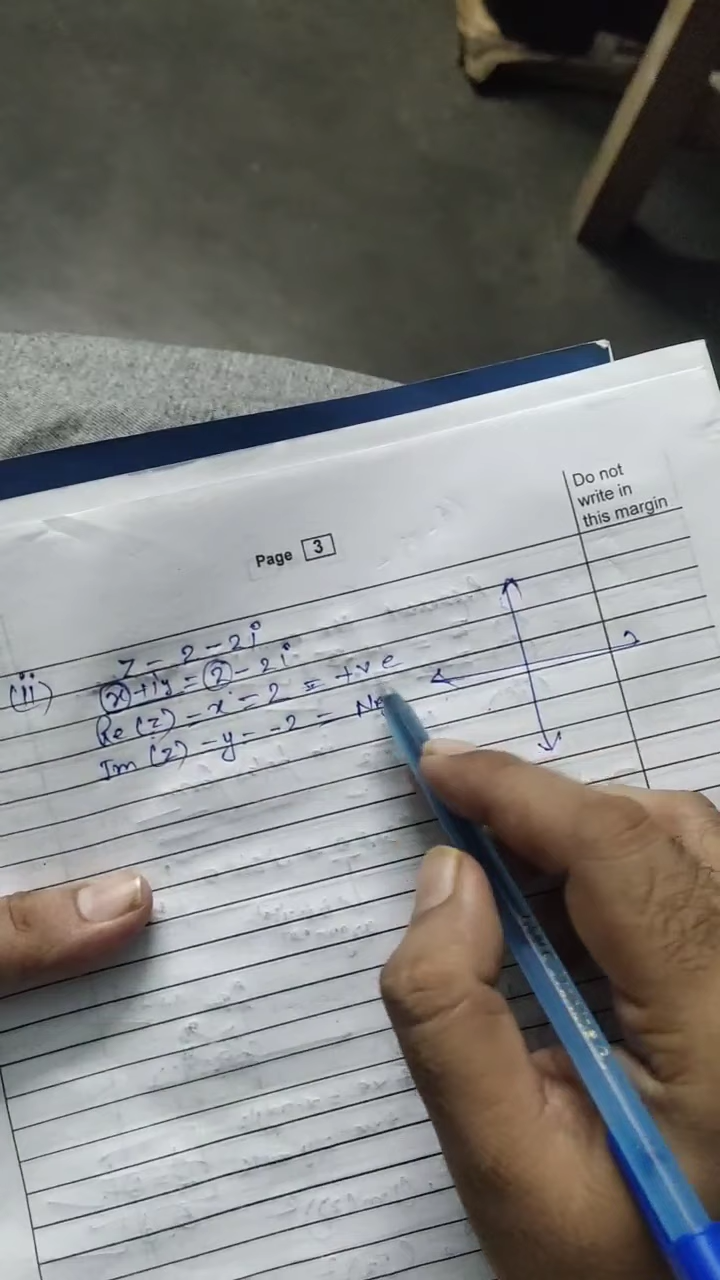 Do not
write in
this margin
Page 3
(ii) Z = 2 - 2i
x + iy = 2 - 2i
Re (z) = x = 2 = +ve
Im (z) = y = -2 = Ne